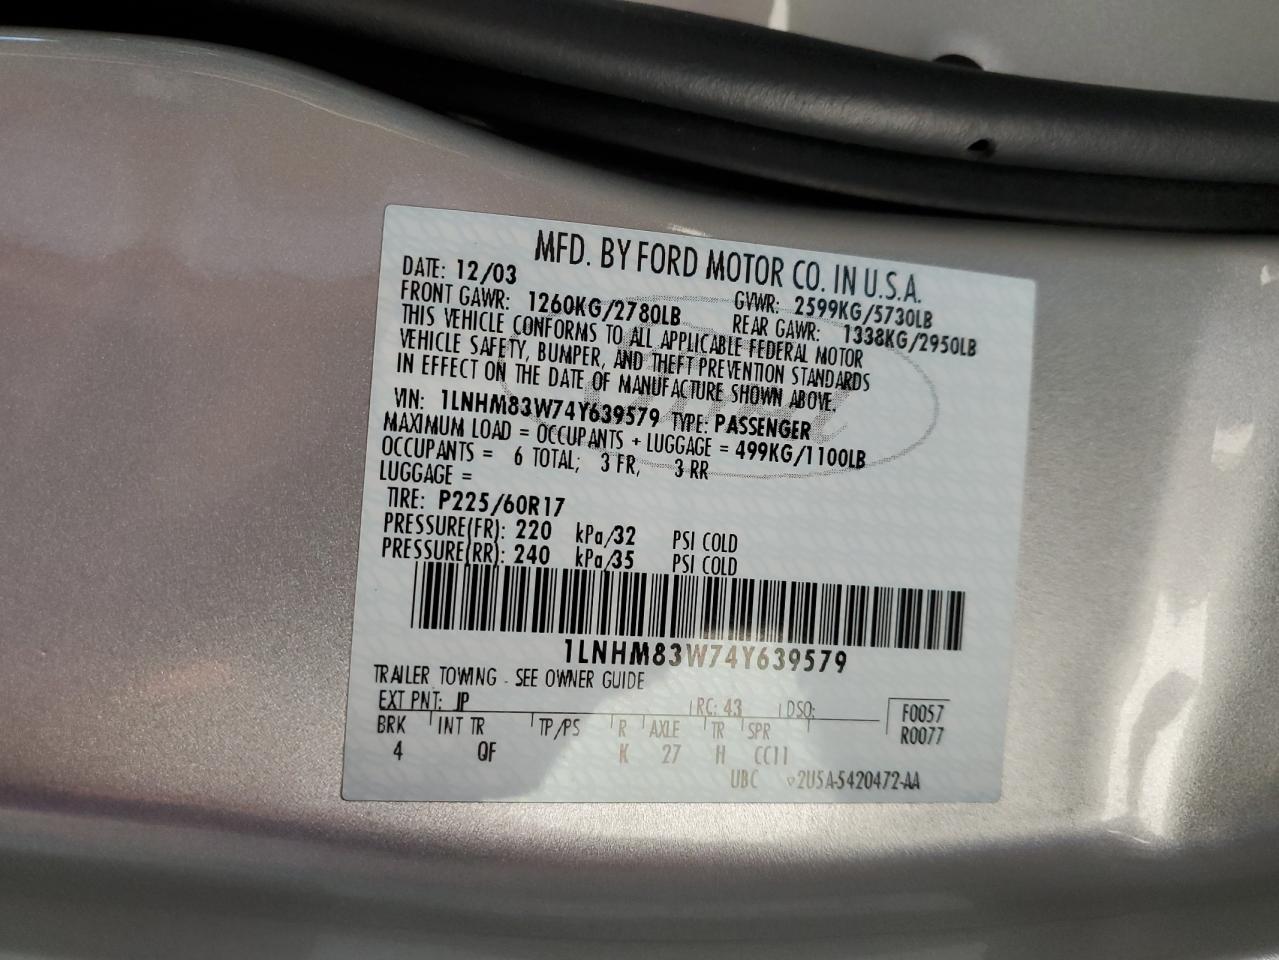 MFD. BY FORD MOTOR CO. IN U.S.A.
DATE: 12/03 GVWR: 2599KG/5730LB
FRONT GAWR: 1260KG/2780LB REAR GAWR: 1338KG/2950LB
THIS VEHICLE CONFORMS TO ALL APPLICABLE FEDERAL MOTOR
VEHICLE SAFETY, BUMPER, AND THEFT PREVENTION STANDARDS
IN EFFECT ON THE DATE OF MANUFACTURE SHOWN ABOVE.
VIN: 1LNHM83W74Y639579 TYPE: PASSENGER
MAXIMUM LOAD = OCCUPANTS + LUGGAGE = 499KG/1100LB
OCCUPANTS = 6 TOTAL; 3 FR, 3 RR
LUGGAGE =
TIRE: P225/60R17
PRESSURE(FR): 220 kPa/32 PSI COLD
PRESSURE(RR): 240 kPa/35 PSI COLD
1LNHM83W74Y639579
TRAILER TOWING - SEE OWNER GUIDE
EXT PNT: JP RC: 43 DSO: F0057
BRK INT TR TP/PS R AXLE TR SPR R0077
4 QF K 27 H CC11
UBC 2U5A-5420472-AA